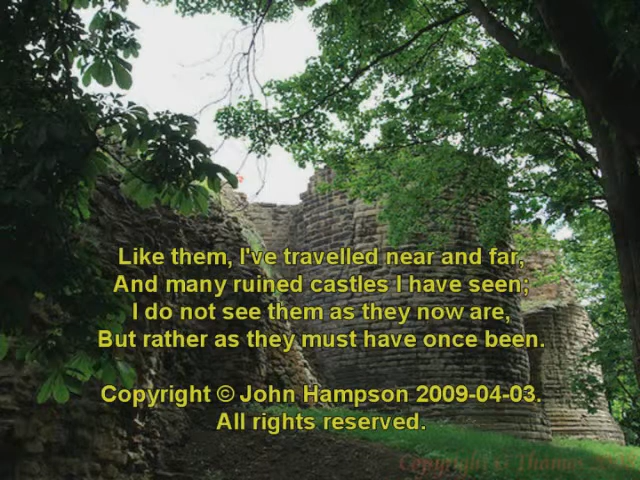 Like them, I've travelled near and far,
And many ruined castles I have seen;
I do not see them as they now are,
But rather as they must have once been.
Copyright © John Hampson 2009-04-03.
All rights reserved.
Copyright © Thomas